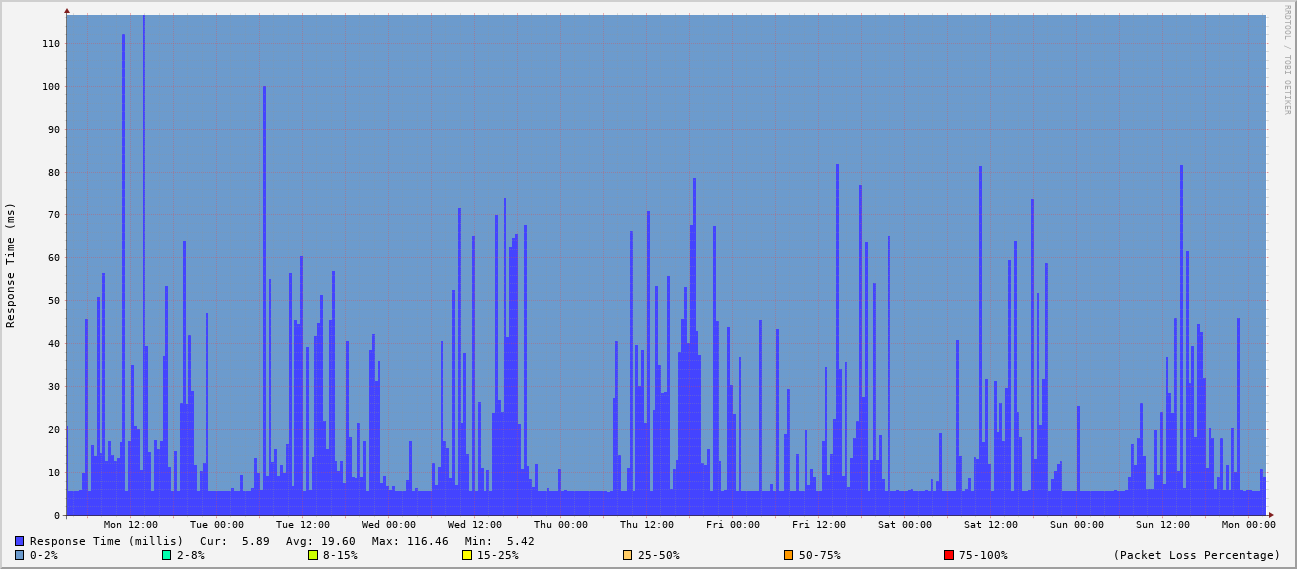 RRDTOOL / TOBI OETIKER
Response Time (ms)
110
100
90
80
70
60
50
40
30
20
10
0
Mon 12:00 Tue 00:00 Tue 12:00 Wed 00:00 Wed 12:00 Thu 00:00 Thu 12:00 Fri 00:00 Fri 12:00 Sat 00:00 Sat 12:00 Sun 00:00 Sun 12:00 Mon 00:00
Response Time (millis) Cur: 5.89 Avg: 19.60 Max: 116.46 Min: 5.42
0-2% 2-8% 8-15% 15-25% 25-50% 50-75% 75-100% (Packet Loss Percentage)